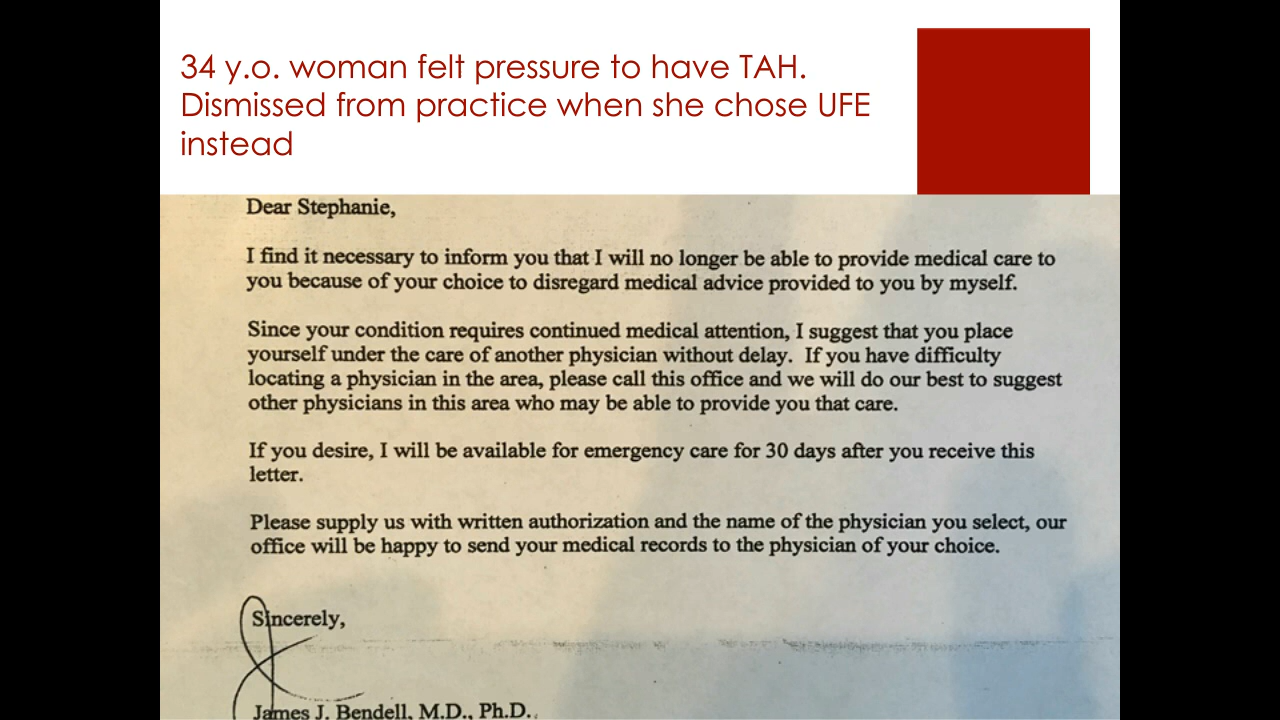 34 y.o. woman felt pressure to have TAH.
Dismissed from practice when she chose UFE
instead
Dear Stephanie,
I find it necessary to inform you that I will no longer be able to provide medical care to
you because of your choice to disregard medical advice provided to you by myself.
Since your condition requires continued medical attention, I suggest that you place
yourself under the care of another physician without delay.  If you have difficulty
locating a physician in the area, please call this office and we will do our best to suggest
other physicians in this area who may be able to provide you that care.
If you desire, I will be available for emergency care for 30 days after you receive this
letter.
Please supply us with written authorization and the name of the physician you select, our
office will be happy to send your medical records to the physician of your choice.
Sincerely,
James J. Bendell, M.D., Ph.D.